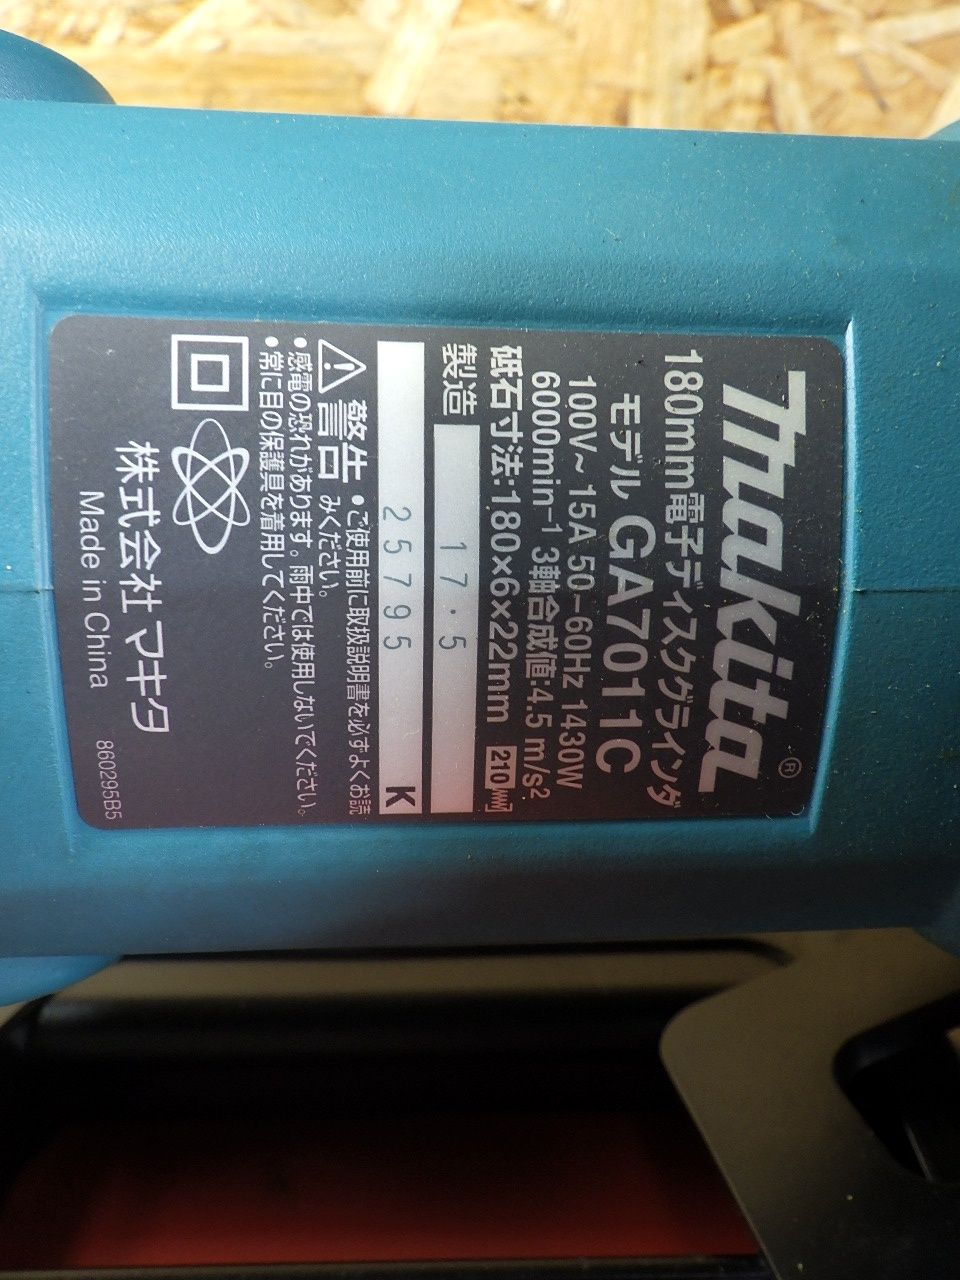 makita®
180mm電子ディスクグラインダ
モデル GA7011C
100V~ 15A 50-60Hz 1430W
6000min-1 3軸合成値:4.5 m/s2
砥石寸法:180×6×22mm 210mm
製造 17.5
25795 K
⚠警告 •ご使用前に取扱説明書を必ずよくお読
みください。
•感電の恐れがあります。雨中では使用しないでください。
•常に目の保護具を着用してください。
株式会社 マキタ
Made in China
860295B5